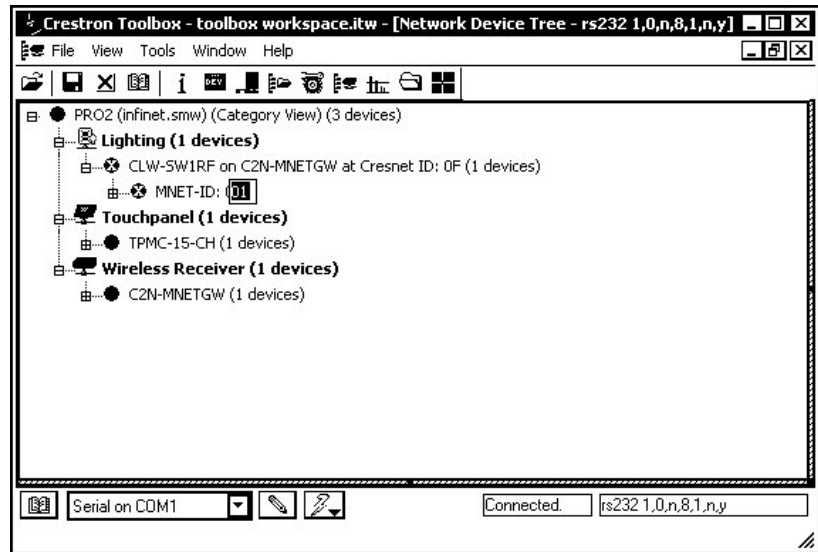 Crestron Toolbox - toolbox workspace.itw - [Network Device Tree - rs232 1,0,n,8,1,n,y]
File View Tools Window Help
i DEV
PRO2 (infinet.smw) (Category View) (3 devices)
Lighting (1 devices)
CLW-SW1RF on C2N-MNETGW at Cresnet ID: 0F (1 devices)
MNET-ID: 01
Touchpanel (1 devices)
TPMC-15-CH (1 devices)
Wireless Receiver (1 devices)
C2N-MNETGW (1 devices)
Serial on COM1 Connected. rs232 1,0,n,8,1,n,y